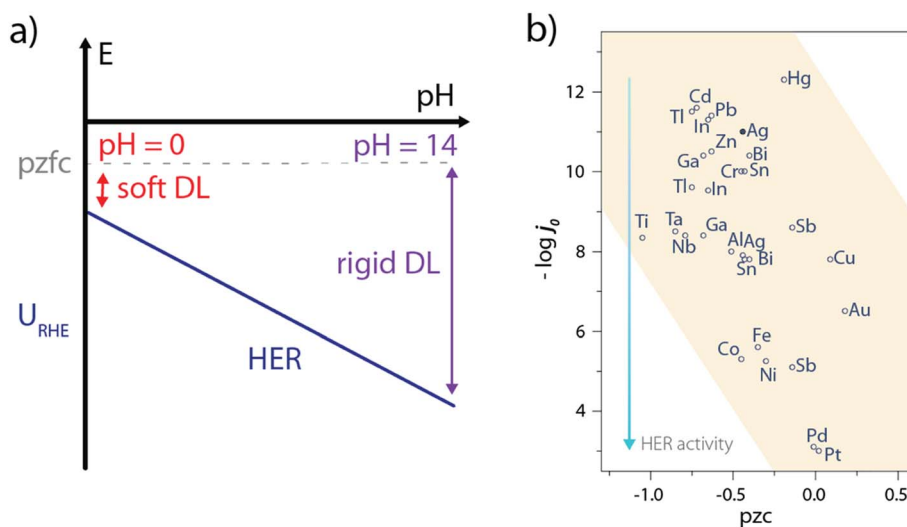 a)
E
pH
pzfc
pH = 0
pH = 14
soft DL
rigid DL
U_RHE
HER
b)
- log j_0
12
10
8
6
4
Hg
Cd
Pb
Tl
In
Ag
Zn
Ga
Bi
Cr
Sn
Tl
In
Ti
Ta
Nb
Ga
Al
Ag
Sn
Bi
Sb
Cu
Au
Co
Fe
Ni
Sb
Pd
Pt
HER activity
-1.0
-0.5
0.0
0.5
pzc